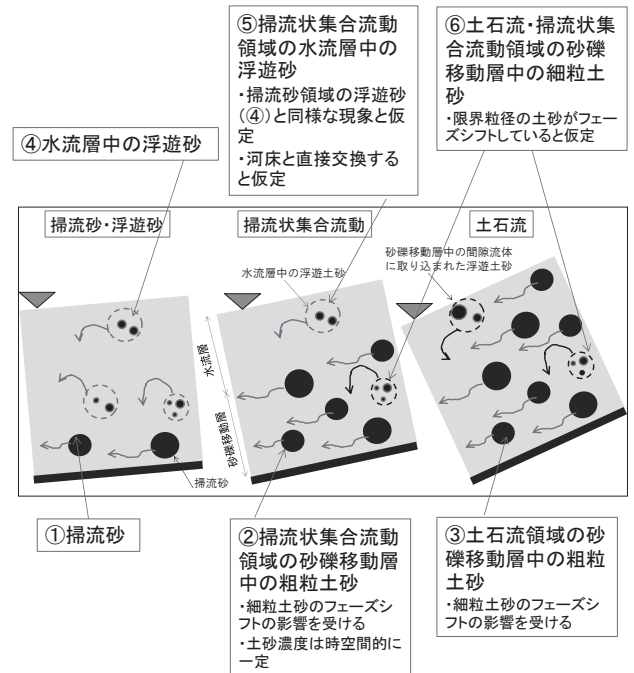 ⑤掃流状集合流動
領域の水流層中の
浮遊砂
・掃流砂領域の浮遊砂
(④)と同様な現象と仮
定
・河床と直接交換する
と仮定
⑥土石流・掃流状集
合流動領域の砂礫
移動層中の細粒土
砂
・限界粒径の土砂がフェー
ズシフトしていると仮定
④水流層中の浮遊砂
掃流砂・浮遊砂
掃流状集合流動
土石流
水流層中の浮遊土砂
砂礫移動層中の間隙流体
に取り込まれた浮遊土砂
水流層
砂礫移動層
掃流砂
①掃流砂
②掃流状集合流動
領域の砂礫移動層
中の粗粒土砂
・細粒土砂のフェーズシ
フトの影響を受ける
・土砂濃度は時空間的に
一定
③土石流領域の砂
礫移動層中の粗粒
土砂
・細粒土砂のフェーズシ
フトの影響を受ける